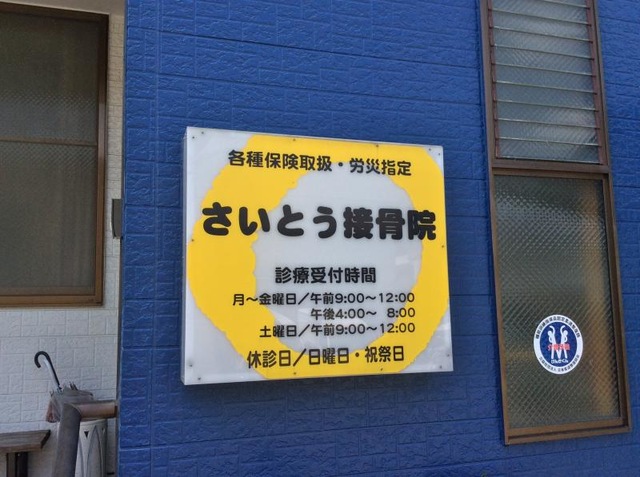 各種保険取扱・労災指定
さいとう接骨院
診療受付時間
月～金曜日／午前9:00～12:00
午後4:00～ 8:00
土曜日／午前9:00～12:00
休診日／日曜日・祝祭日